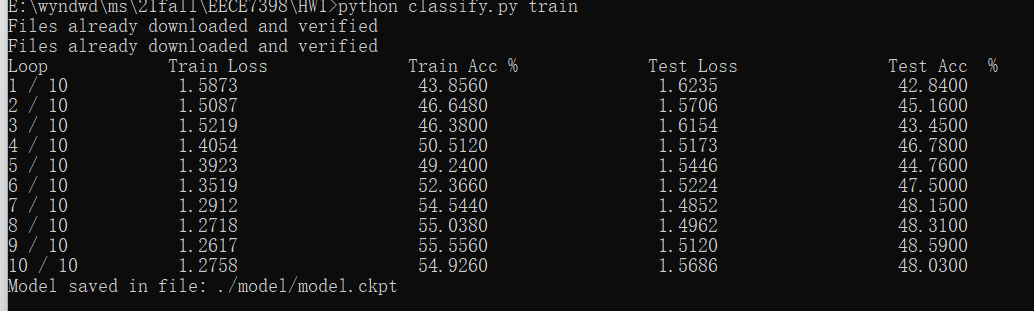 E:\wyndwd\ms\21fall\EECE7398\HW1>python classify.py train
Files already downloaded and verified
Files already downloaded and verified
Loop Train Loss Train Acc % Test Loss Test Acc %
1 / 10 1.5873 43.8560 1.6235 42.8400
2 / 10 1.5087 46.6480 1.5706 45.1600
3 / 10 1.5219 46.3800 1.6154 43.4500
4 / 10 1.4054 50.5120 1.5173 46.7800
5 / 10 1.3923 49.2400 1.5446 44.7600
6 / 10 1.3519 52.3660 1.5224 47.5000
7 / 10 1.2912 54.5440 1.4852 48.1500
8 / 10 1.2718 55.0380 1.4962 48.3100
9 / 10 1.2617 55.5560 1.5120 48.5900
10 / 10 1.2758 54.9260 1.5686 48.0300
Model saved in file: ./model/model.ckpt